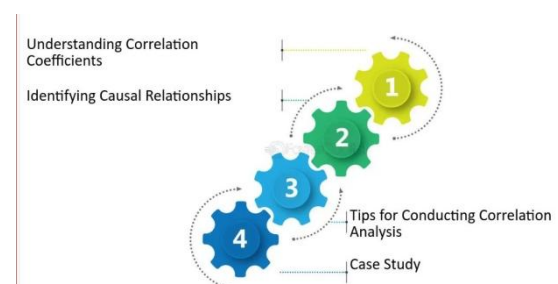 Understanding Correlation
Coefficients
1
Identifying Causal Relationships
2
3
Tips for Conducting Correlation
Analysis
4
Case Study